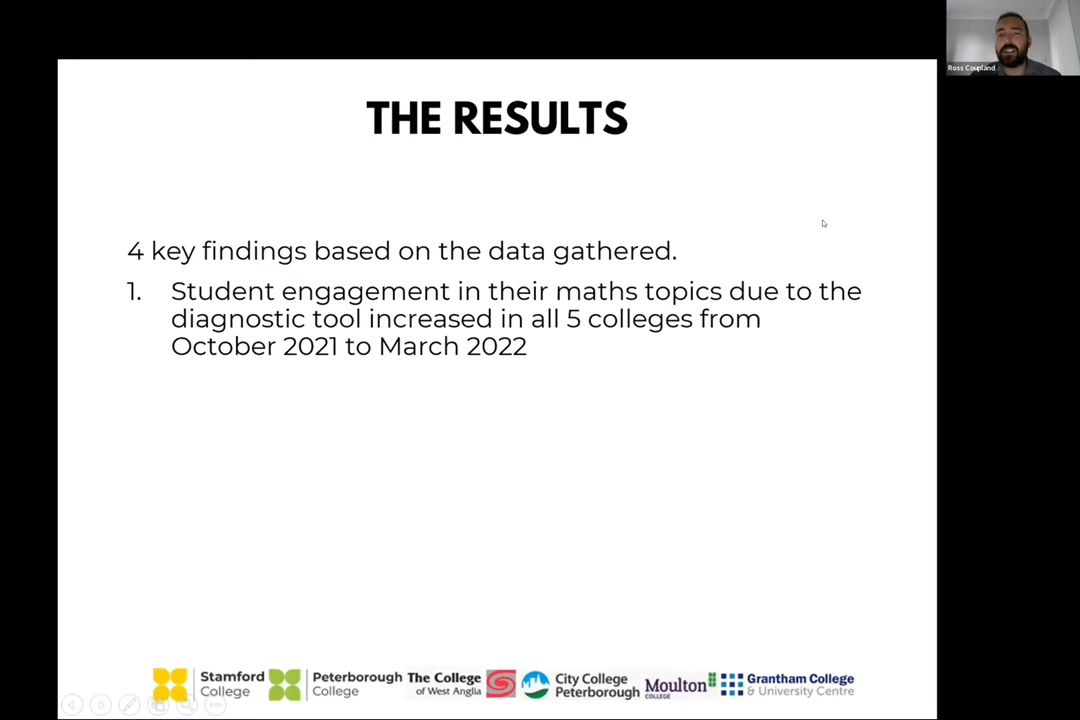 Ross Coupland
THE RESULTS
4 key findings based on the data gathered.
1. Student engagement in their maths topics due to the
diagnostic tool increased in all 5 colleges from
October 2021 to March 2022
Stamford
College
Peterborough
College
The College
of West Anglia
City College
Peterborough
Moulton
COLLEGE
Grantham College
& University Centre